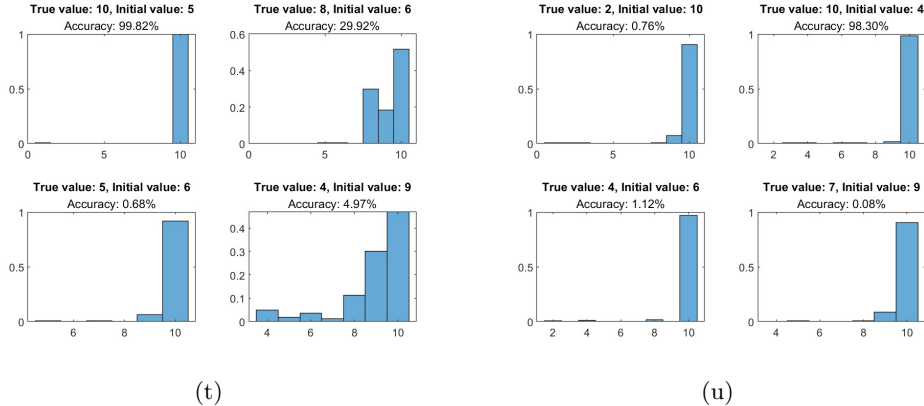 True value: 10, Initial value: 5
Accuracy: 99.82%
1
0.5
0
0 5 10
True value: 8, Initial value: 6
Accuracy: 29.92%
0.6
0.4
0.2
0
0 5 10
True value: 5, Initial value: 6
Accuracy: 0.68%
1
0.5
0
6 8 10
True value: 4, Initial value: 9
Accuracy: 4.97%
0.4
0.3
0.2
0.1
0
4 6 8 10
(t)
True value: 2, Initial value: 10
Accuracy: 0.76%
1
0.5
0
0 5 10
True value: 10, Initial value: 4
Accuracy: 98.30%
1
0.5
0
2 4 6 8 10
True value: 4, Initial value: 6
Accuracy: 1.12%
1
0.5
0
2 4 6 8 10
True value: 7, Initial value: 9
Accuracy: 0.08%
1
0.5
0
4 6 8 10
(u)